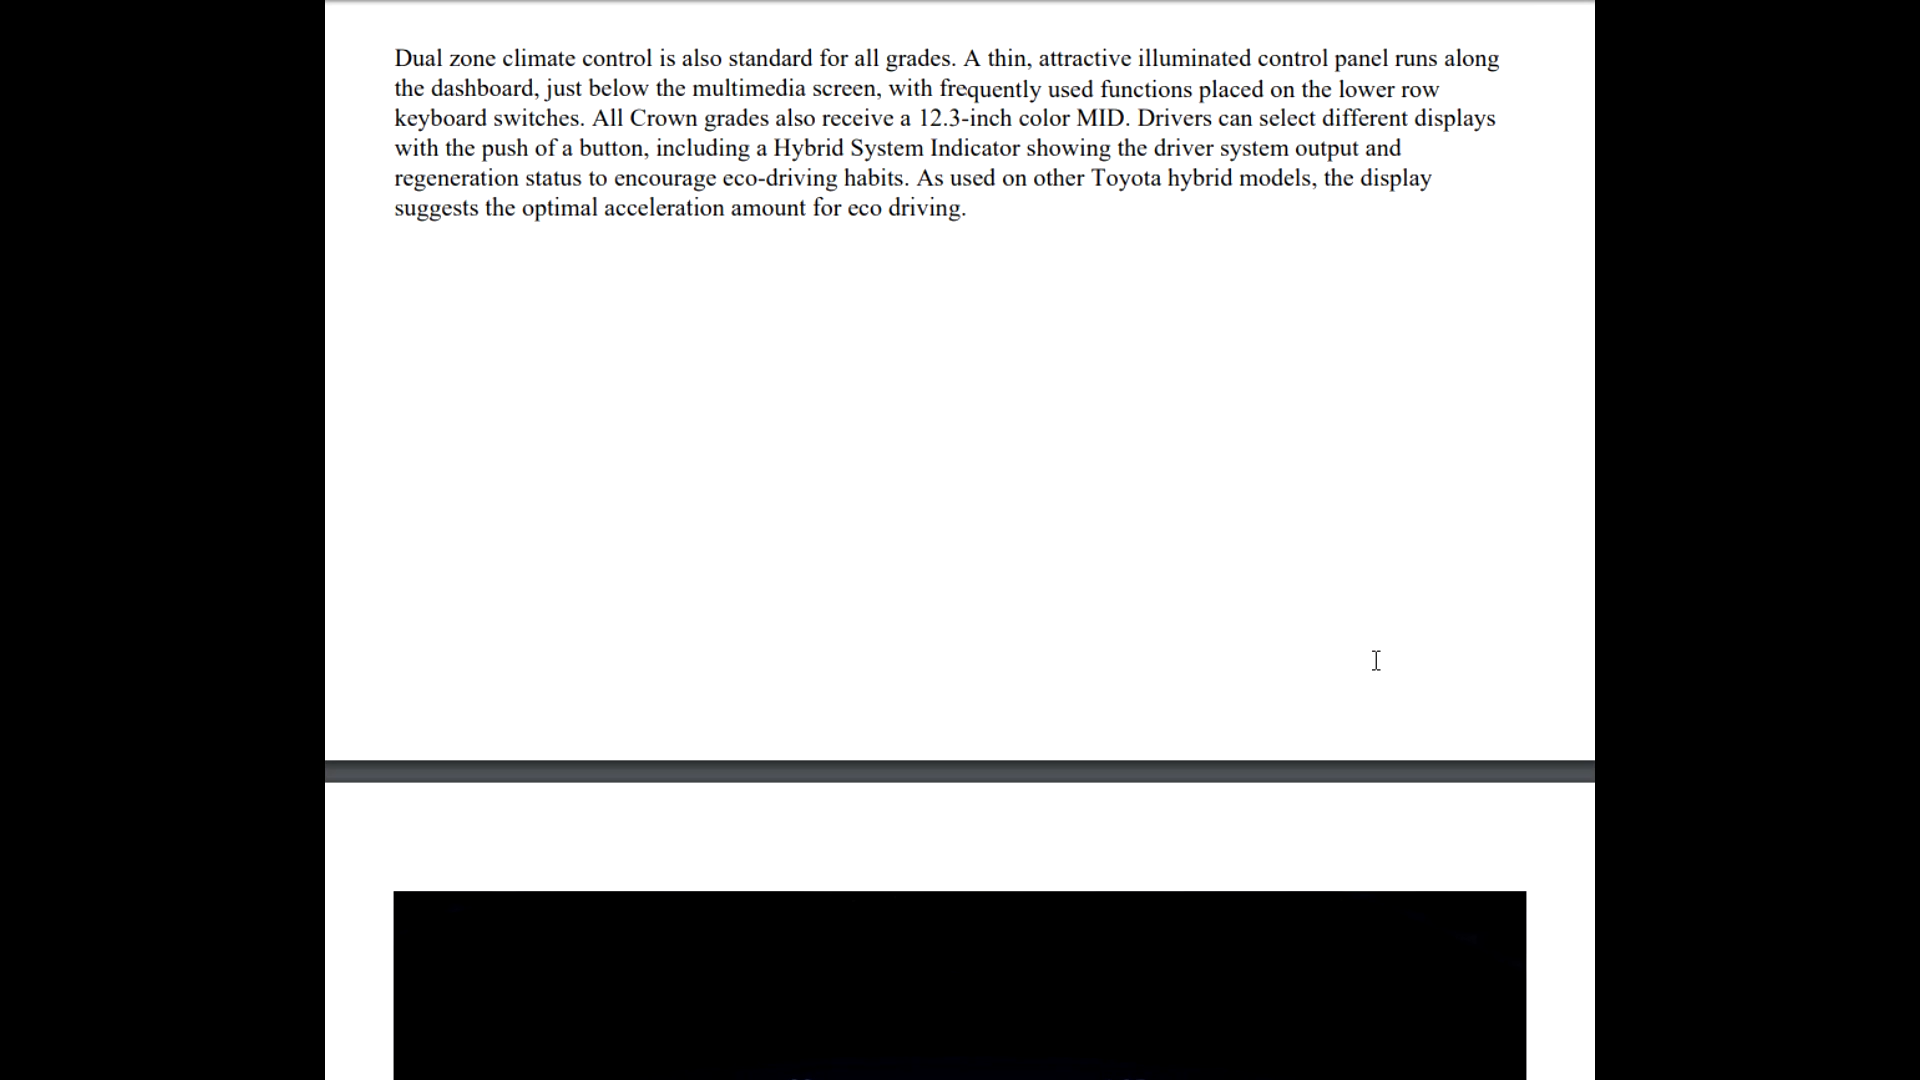 Dual zone climate control is also standard for all grades. A thin, attractive illuminated control panel runs along
the dashboard, just below the multimedia screen, with frequently used functions placed on the lower row
keyboard switches. All Crown grades also receive a 12.3-inch color MID. Drivers can select different displays
with the push of a button, including a Hybrid System Indicator showing the driver system output and
regeneration status to encourage eco-driving habits. As used on other Toyota hybrid models, the display
suggests the optimal acceleration amount for eco driving.